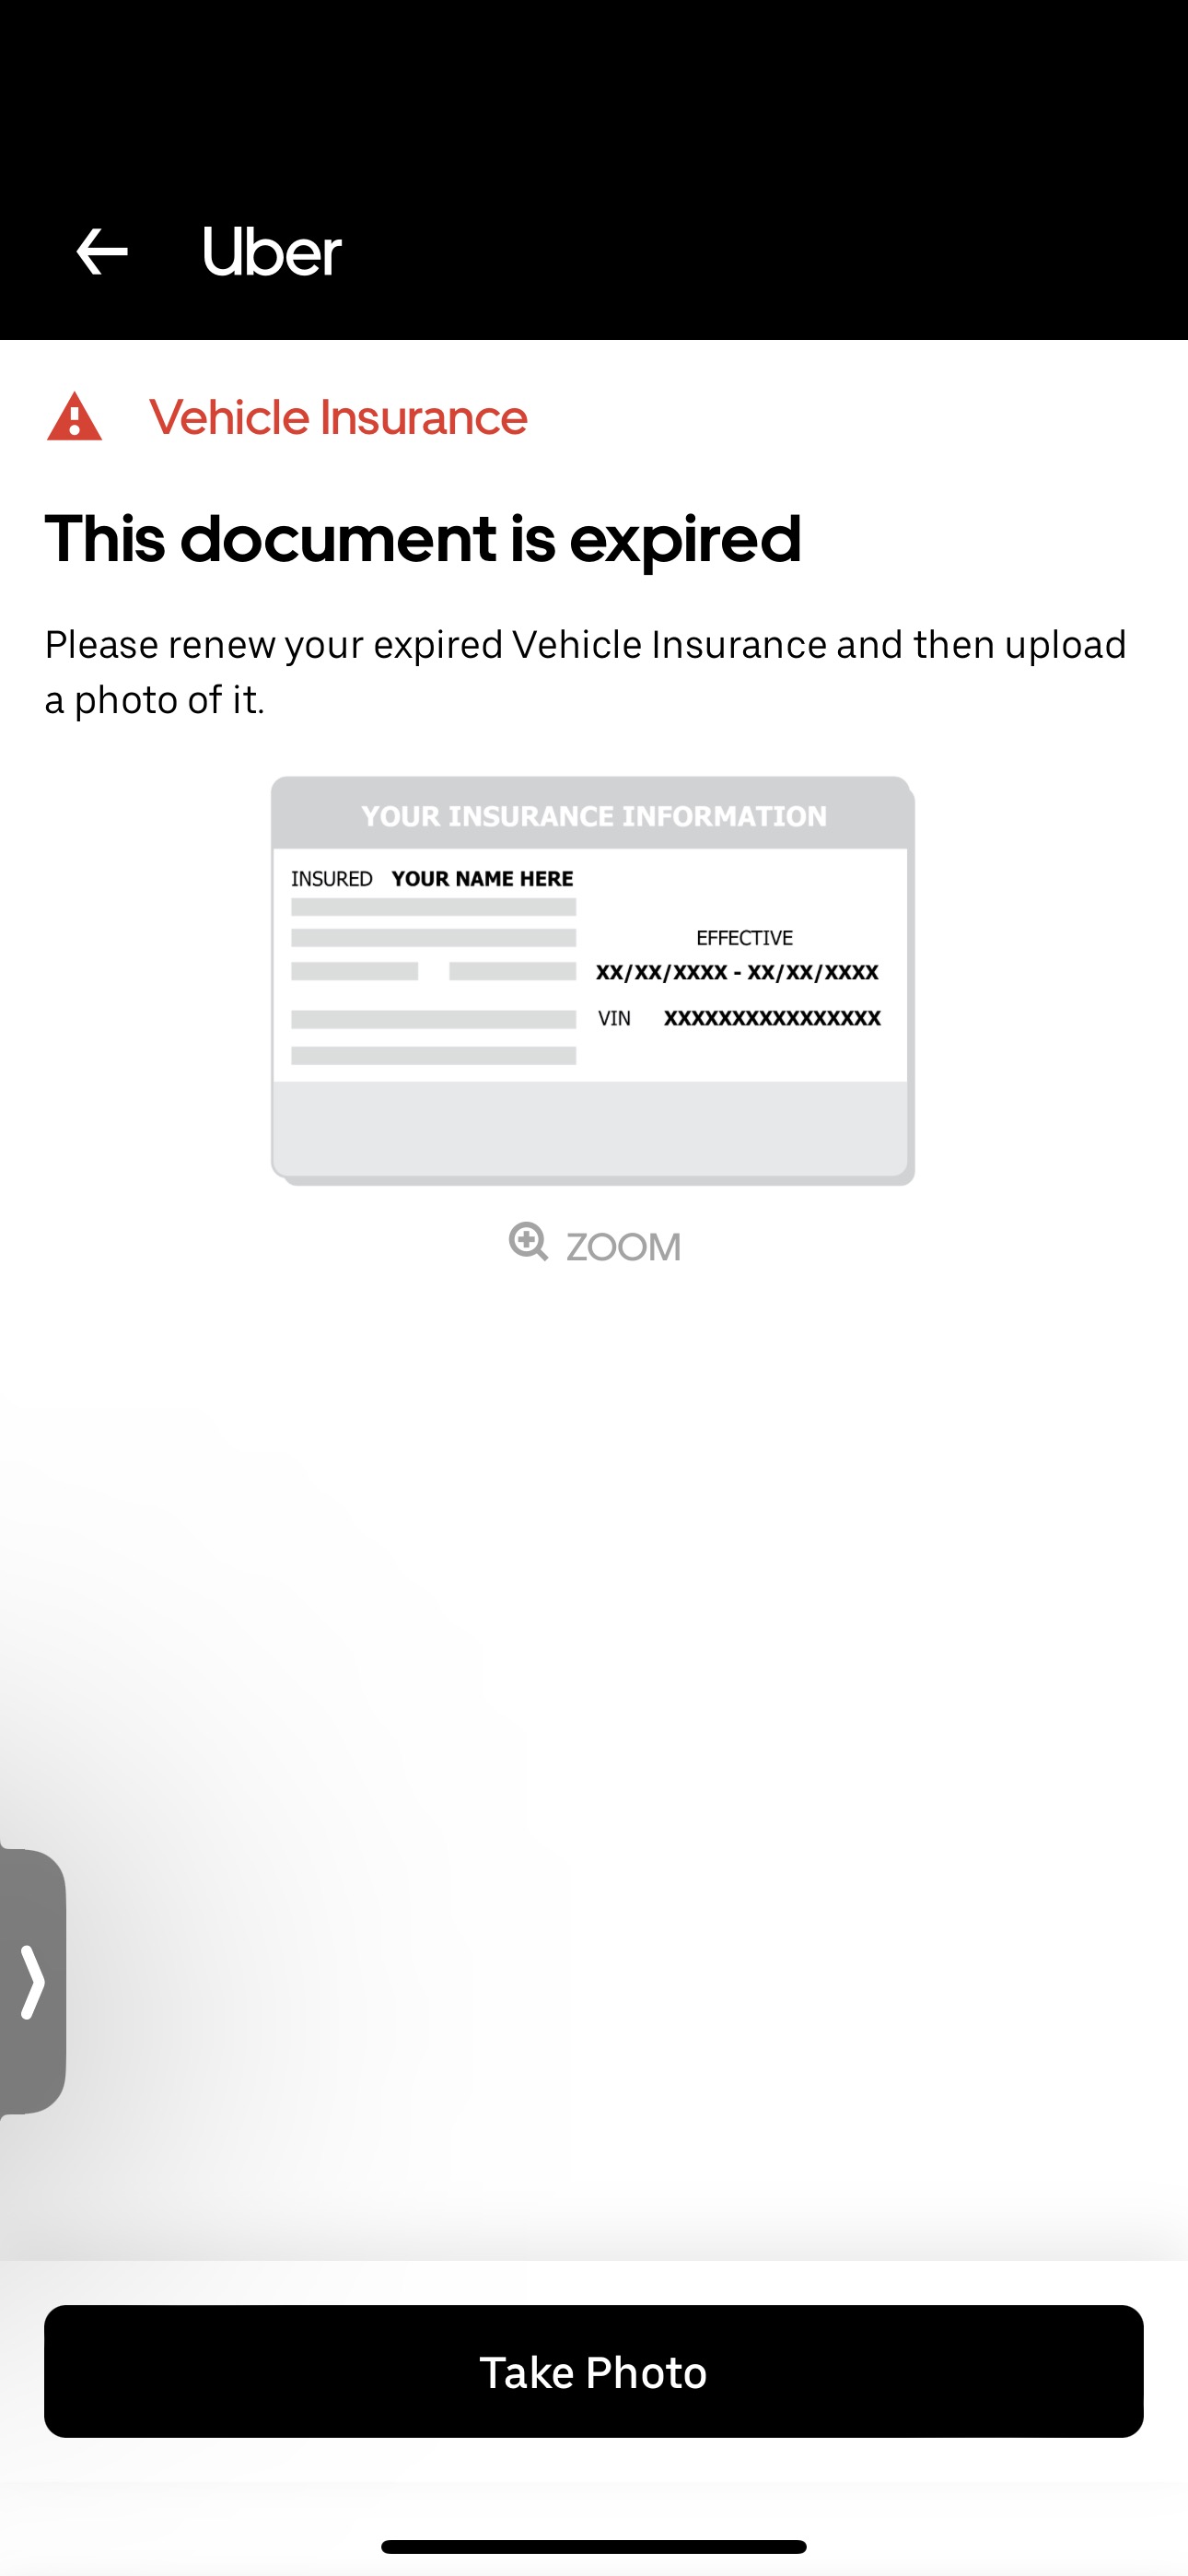 Uber
Vehicle Insurance
This document is expired
Please renew your expired Vehicle Insurance and then upload
a photo of it.
YOUR INSURANCE INFORMATION
INSURED YOUR NAME HERE
EFFECTIVE
XX/XX/XXXX - XX/XX/XXXX
VIN XXXXXXXXXXXXXXXX
ZOOM
Take Photo